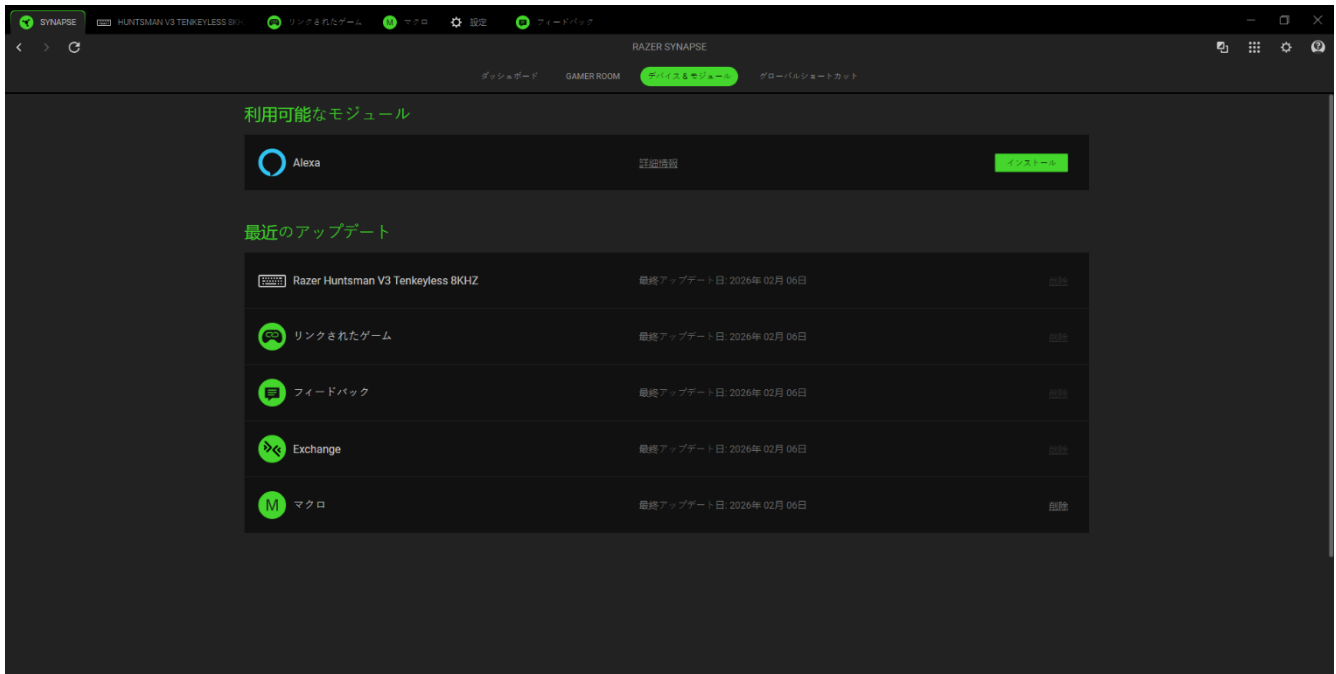 SYNAPSE HUNTSMAN V3 TENKEYLESS 8KH リンクされたゲーム M マクロ 設定 フィードバック
RAZER SYNAPSE
ダッシュボード GAMER ROOM デバイス & モジュール グローバルショートカット
利用可能なモジュール
Alexa 詳細情報 インストール
最近のアップデート
Razer Huntsman V3 Tenkeyless 8KHZ 最終アップデート日: 2026年 02月 06日 削除
リンクされたゲーム 最終アップデート日: 2026年 02月 06日 削除
フィードバック 最終アップデート日: 2026年 02月 06日 削除
Exchange 最終アップデート日: 2026年 02月 06日 削除
M マクロ 最終アップデート日: 2026年 02月 06日 削除